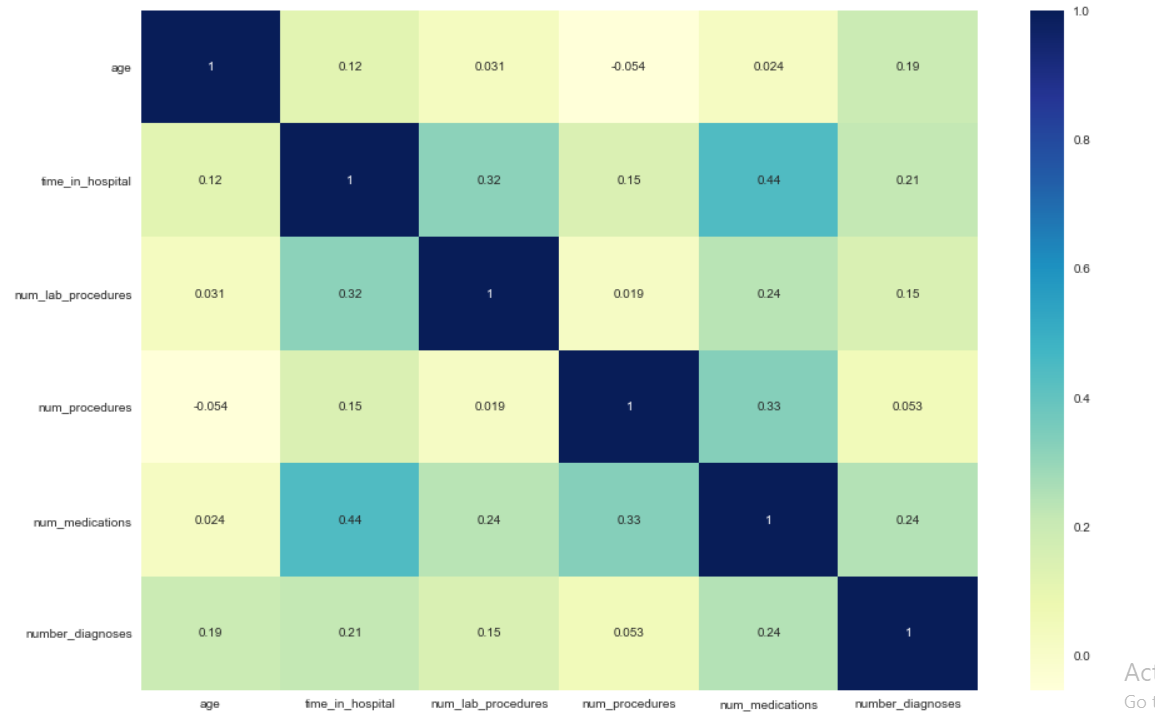 1.0
age 1 0.12 0.031 -0.054 0.024 0.19
0.8
time_in_hospital 0.12 1 0.32 0.15 0.44 0.21
0.6
num_lab_procedures 0.031 0.32 1 0.019 0.24 0.15
0.4
num_procedures -0.054 0.15 0.019 1 0.33 0.053
0.2
num_medications 0.024 0.44 0.24 0.33 1 0.24
number_diagnoses 0.19 0.21 0.15 0.053 0.24 1
0.0
age time_in_hospital num_lab_procedures num_procedures num_medications number_diagnoses
Go t